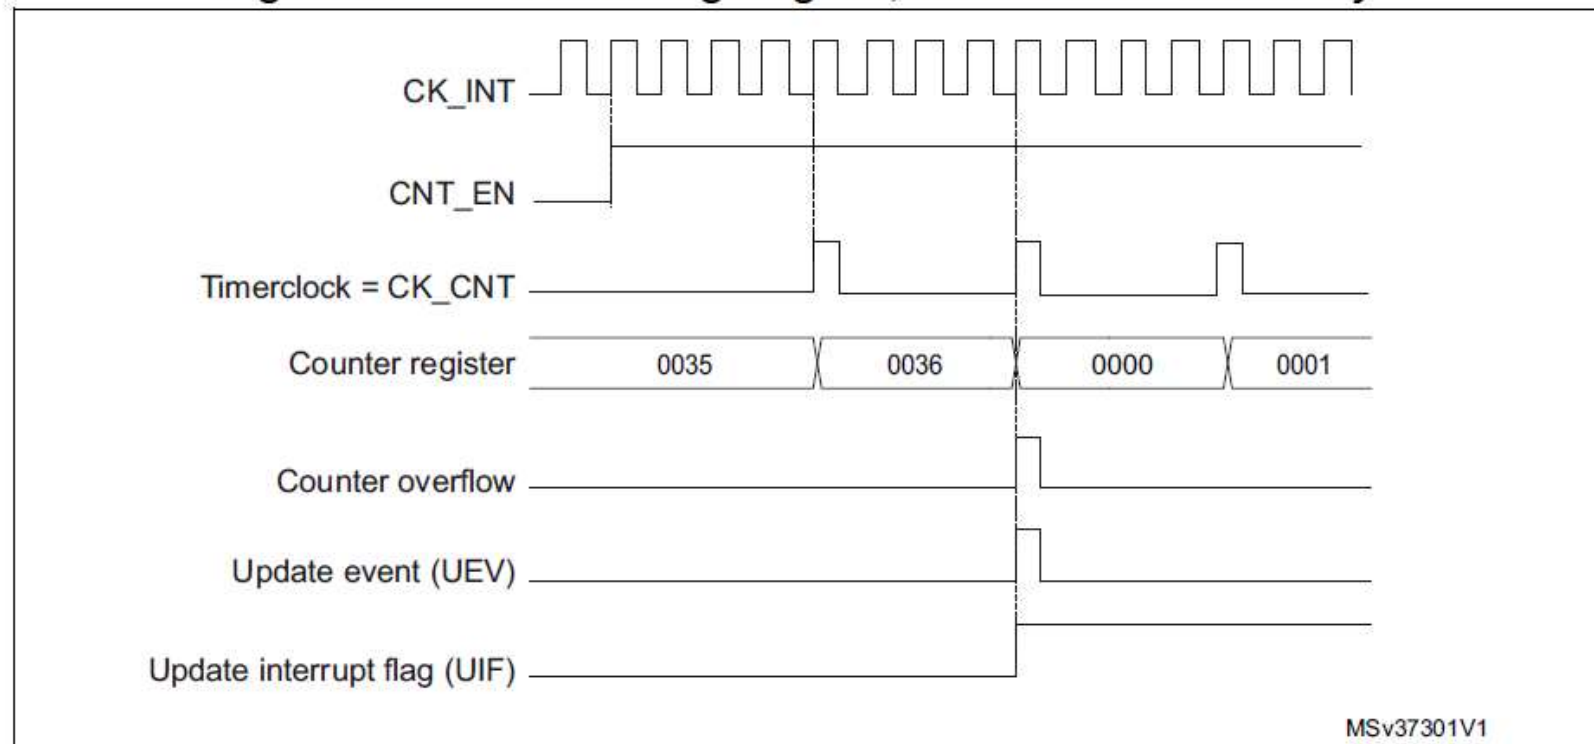 CK_INT
CNT_EN
Timerclock = CK_CNT
Counter register 0035 0036 0000 0001
Counter overflow
Update event (UEV)
Update interrupt flag (UIF)
MSv37301V1